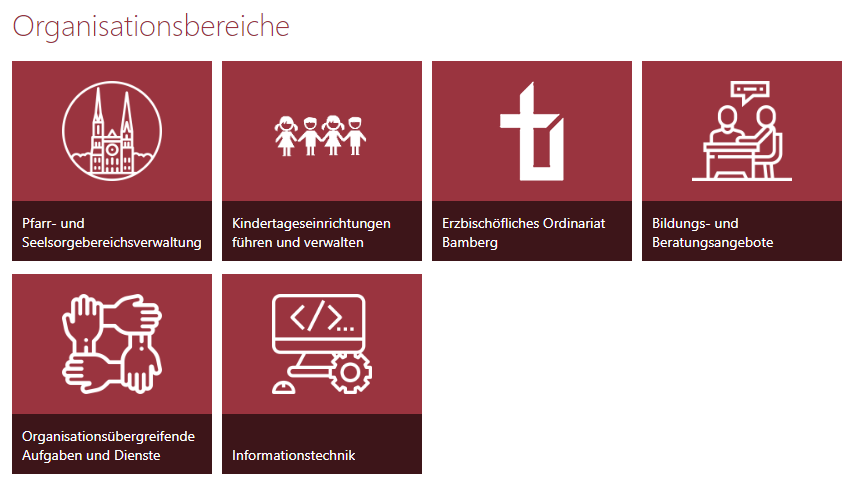 Organisationsbereiche
Pfarr- und
Seelsorgebereichsverwaltung
Kindertageseinrichtungen
führen und verwalten
Erzbischöfliches Ordinariat
Bamberg
Bildungs- und
Beratungsangebote
Organisationsübergreifende
Aufgaben und Dienste
Informationstechnik